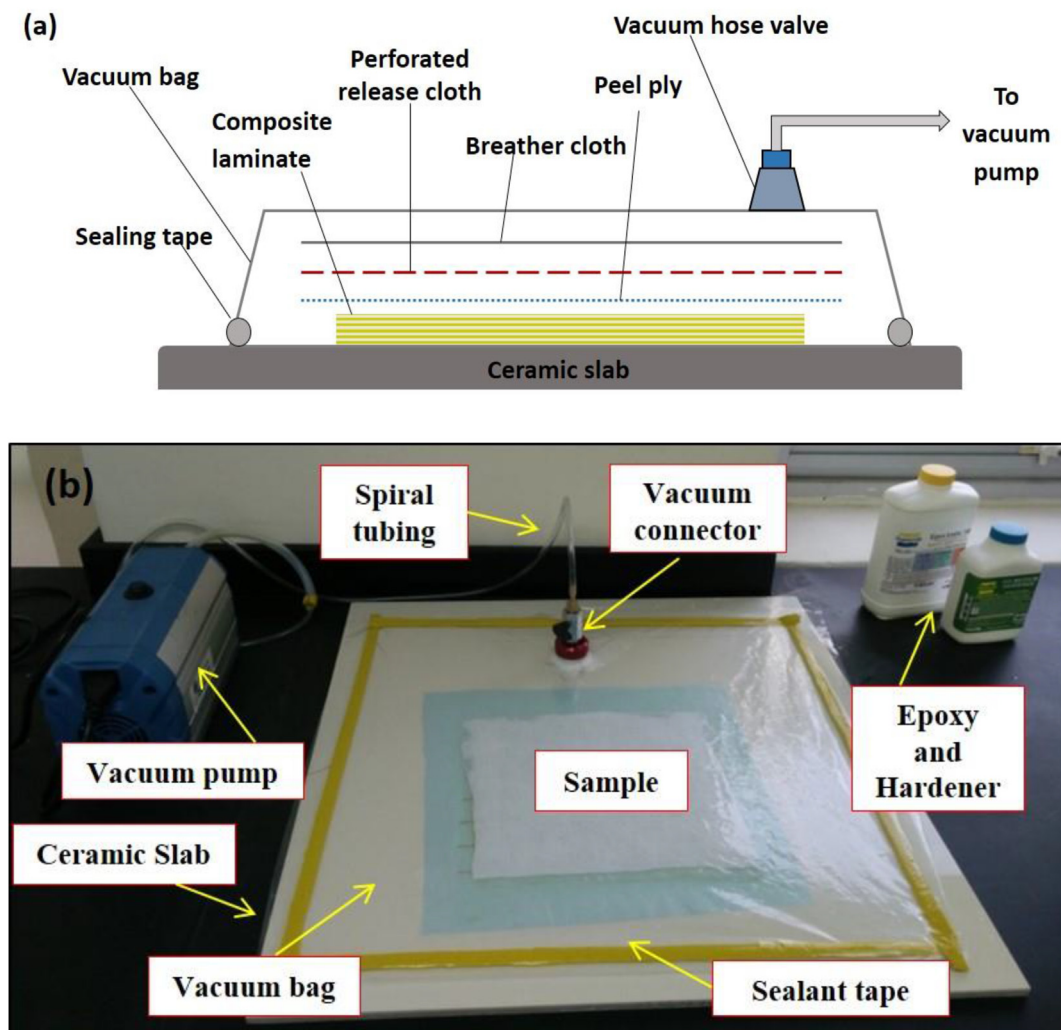 (a)
Vacuum hose valve
Vacuum bag
Perforated
release cloth
Peel ply
To
vacuum
pump
Composite
laminate
Breather cloth
Sealing tape
Ceramic slab
(b)
Spiral
tubing
Vacuum
connector
Epoxy
and
Hardener
Vacuum pump
Sample
Ceramic Slab
Vacuum bag
Sealant tape